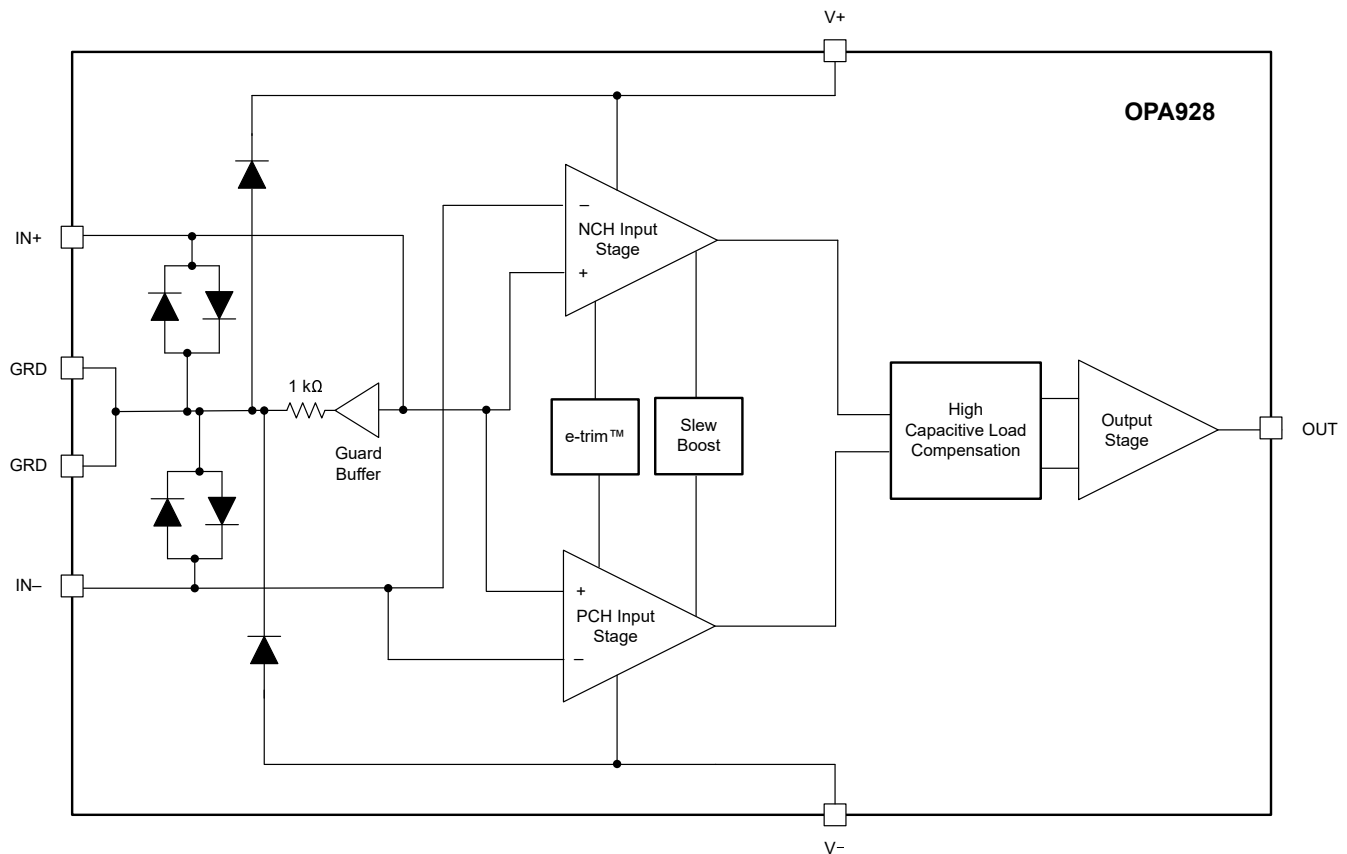 V+
OPA928
IN+
–
NCH Input
Stage
+
GRD
1 kΩ
Guard
Buffer
e-trim™
Slew
Boost
High
Capacitive Load
Compensation
Output
Stage
OUT
GRD
IN–
+
PCH Input
Stage
–
V–